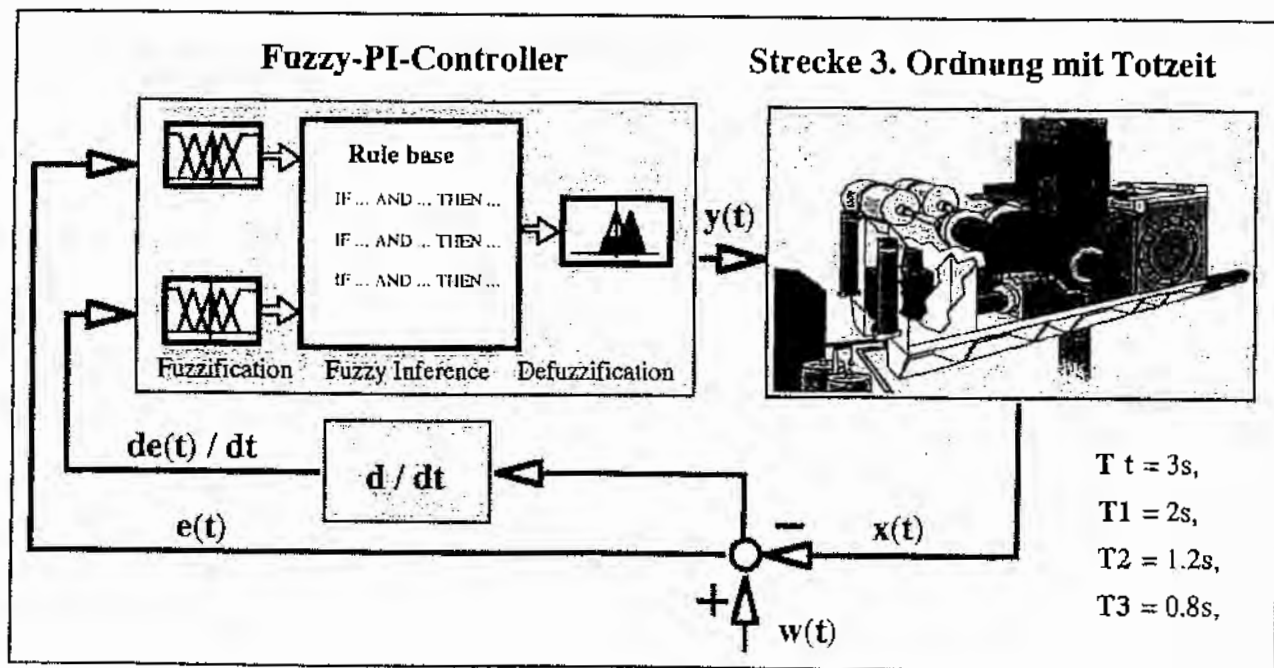 Fuzzy-PI-Controller
Strecke 3. Ordnung mit Totzeit
Rule base
IF ... AND ... THEN ...
IF ... AND ... THEN ...
IF ... AND ... THEN ...
y(t)
Fuzzification
Fuzzy Inference
Defuzzification
de(t) / dt
d / dt
e(t)
x(t)
w(t)
T t = 3s,
T1 = 2s,
T2 = 1.2s,
T3 = 0.8s,
−
+